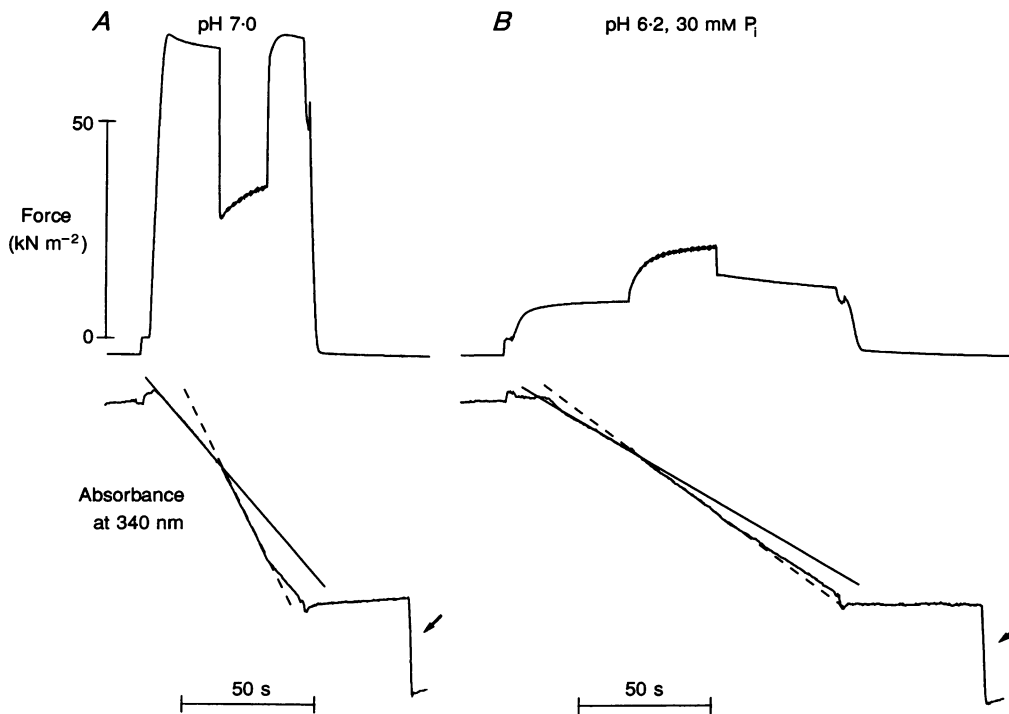 A
pH 7·0
B
pH 6·2, 30 mM Pi
50
Force
(kN m−2)
0
Absorbance
at 340 nm
50 s
50 s